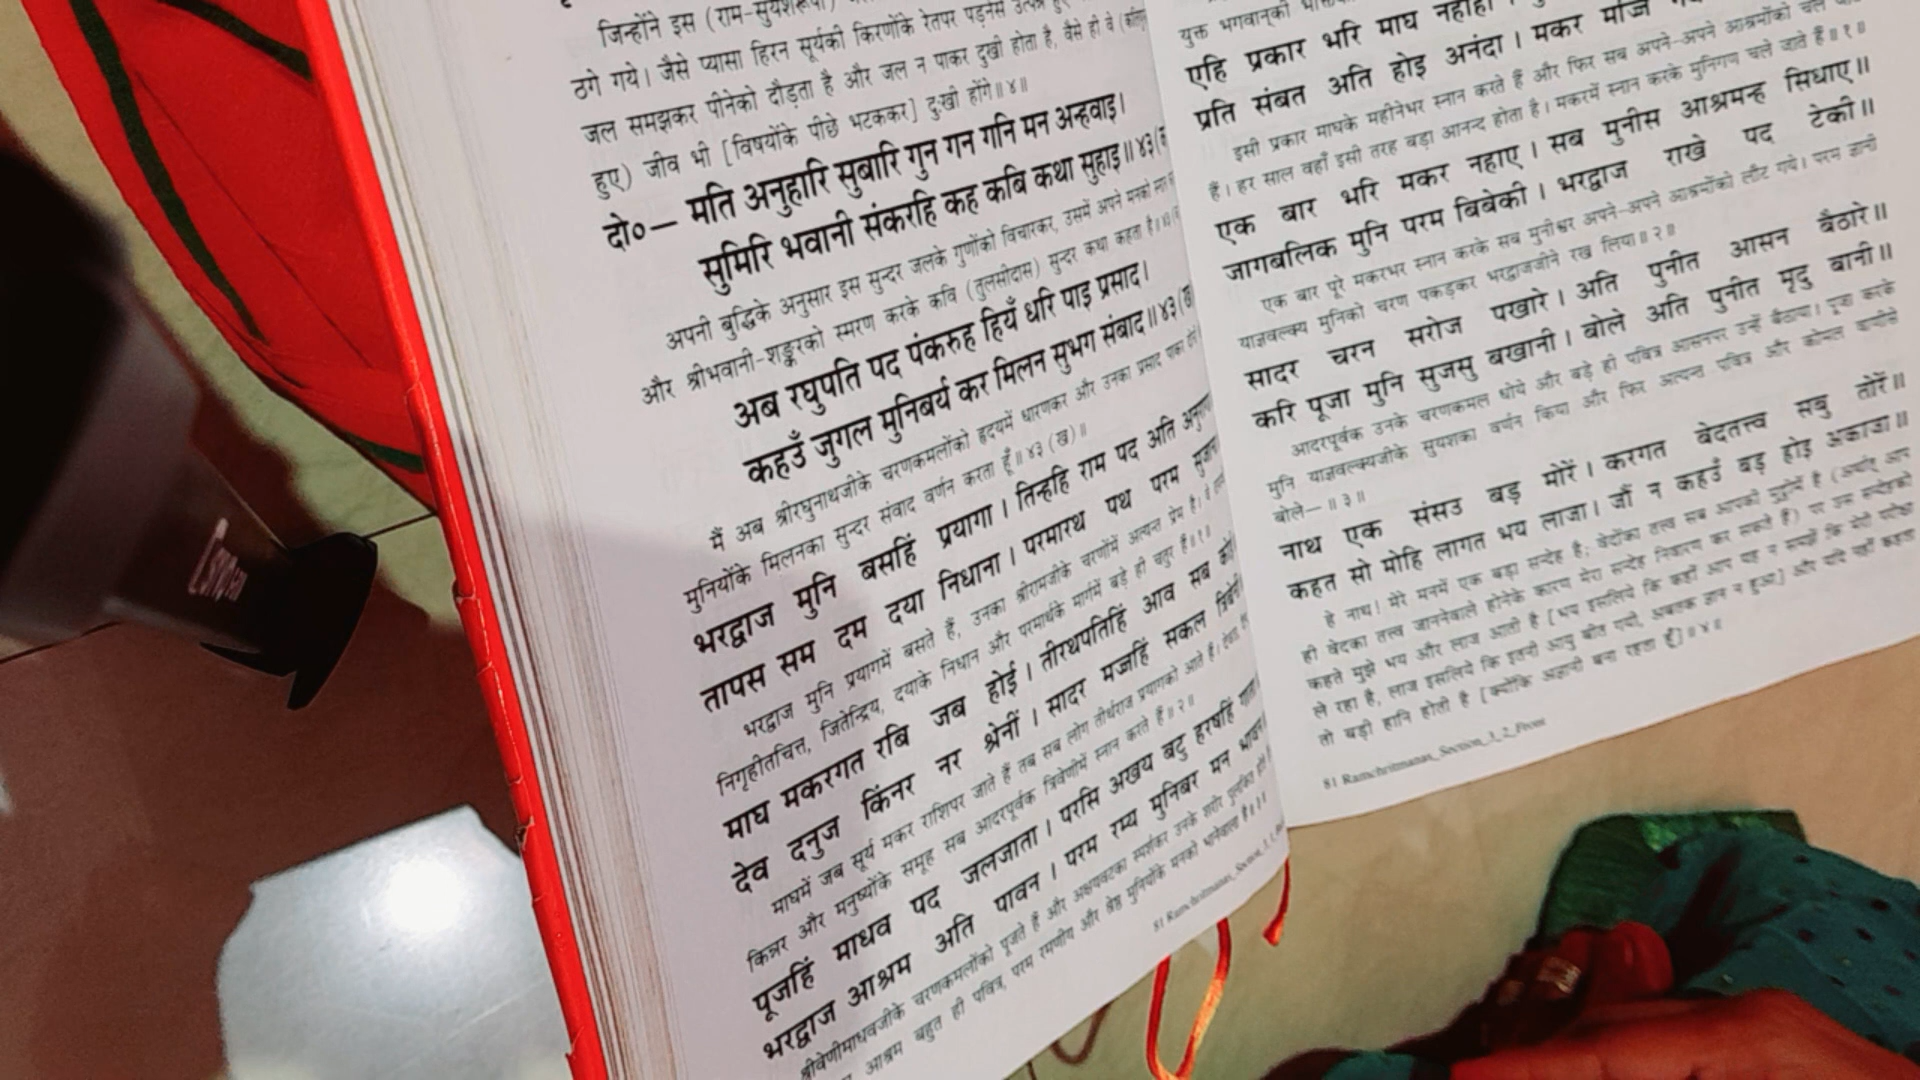 जिन्होंने इस (राम-सुयशरूपी)
ठगे गये। जैसे प्यासा हिरन सूर्यकी किरणोंके रेतपर पड़नेसे उत्पन्न हुए
जल समझकर पीनेको दौड़ता है और जल न पाकर दुखी होता है, वैसे ही वे
हुए) जीव भी [विषयोंके पीछे भटककर] दुःखी होंगे॥४॥
दो०— मति अनुहारि सुबारि गुन गन गनि मन अन्हवाइ।
सुमिरि भवानी संकरहि कह कबि कथा सुहाइ॥४३(क
अपनी बुद्धिके अनुसार इस सुन्दर जलके गुणोंको विचारकर, उसमें अपने मनको स्नान
और श्रीभवानी-शङ्करको स्मरण करके कवि (तुलसीदास) सुन्दर कथा कहता है॥४३(क
अब रघुपति पद पंकरुह हियँ धरि पाइ प्रसाद।
कहउँ जुगल मुनिबर्य कर मिलन सुभग संबाद॥४३(ख
मैं अब श्रीरघुनाथजीके चरणकमलोंको हृदयमें धारणकर और उनका प्रसाद पाकर दोनों
मुनियोंके मिलनका सुन्दर संवाद वर्णन करता हूँ॥४३(ख)॥
भरद्वाज मुनि बसहिं प्रयागा। तिन्हहि राम पद अति
तापस सम दम दया निधाना। परमारथ पथ परम
भरद्वाज मुनि प्रयागमें बसते हैं, उनका श्रीरामजीके चरणोंमें अत्यन्त प्रेम है। वे
निगृहीतचित्त, जितेन्द्रिय, दयाके निधान और परमार्थके मार्गमें बड़े ही चतुर हैं॥१॥
माघ मकरगत रबि जब होई। तीरथपतिहिं आव सब
देव दनुज किंनर नर श्रेनीं। सादर मज्जहिं सकल
माघमें जब सूर्य मकर राशिपर जाते हैं तब सब लोग तीर्थराज प्रयागको आते हैं।
किन्नर और मनुष्योंके समूह सब आदरपूर्वक त्रिवेणीमें स्नान करते हैं॥२॥
पूजहिं माधव पद जलजाता। परसि अखय बटु हरषहिं
भरद्वाज आश्रम अति पावन। परम रम्य मुनिबर मन
श्रीवेणीमाधवजीके चरणकमलोंको पूजते हैं और अक्षयवटका स्पर्शकर उनके शरीर पुलकित होते
आश्रम बहुत ही पवित्र, परम रमणीय और श्रेष्ठ मुनियोंके मनको भानेवाला है॥३॥
युक्त भगवान्‌की
एहि प्रकार भरि माघ नहाहीं।
प्रति संबत अति होइ अनंदा। मकर मज्जि
इसी प्रकार माघके महीनेभर स्नान करते हैं और फिर सब अपने-अपने आश्रमोंको चले
हैं। हर साल वहाँ इसी तरह बड़ा आनन्द होता है। मकरमें स्नान करके मुनिगण चले जाते हैं॥१॥
एक बार भरि मकर नहाए। सब मुनीस आश्रमन्ह सिधाए॥
जागबलिक मुनि परम बिबेकी। भरद्वाज राखे पद टेकी॥
एक बार पूरे मकरभर स्नान करके सब मुनीश्वर अपने-अपने आश्रमोंको लौट गये। परम ज्ञानी
याज्ञवल्क्य मुनिको चरण पकड़कर भरद्वाजजीने रख लिया॥२॥
सादर चरन सरोज पखारे। अति पुनीत आसन बैठारे॥
करि पूजा मुनि सुजसु बखानी। बोले अति पुनीत मृदु बानी॥
आदरपूर्वक उनके चरणकमल धोये और बड़े ही पवित्र आसनपर उन्हें बैठाया। पूजा करके
मुनि याज्ञवल्क्यजीके सुयशका वर्णन किया और फिर अत्यन्त पवित्र और कोमल वाणीसे
बोले—॥३॥
नाथ एक संसउ बड़ मोरें। करगत बेदतत्त्व सबु तोरें॥
कहत सो मोहि लागत भय लाजा। जौं न कहउँ बड़ होइ अकाजा॥
हे नाथ! मेरे मनमें एक बड़ा सन्देह है; वेदोंका तत्त्व सब आपकी मुट्ठीमें है (अर्थात् आप
ही वेदका तत्त्व जाननेवाले होनेके कारण मेरा सन्देह निवारण कर सकते हैं) पर उस सन्देहको
कहते मुझे भय और लाज आती है [भय इसलिये कि कहीं आप यह न समझें कि मेरी परीक्षा
ले रहा है, लाज इसलिये कि इतनी आयु बीत गयी, अबतक ज्ञान न हुआ] और यदि नहीं कहता
तो बड़ी हानि होती है [क्योंकि अज्ञानी बना रहता हूँ]॥४॥
81 Ramchritmanas_Section_3_2_Front